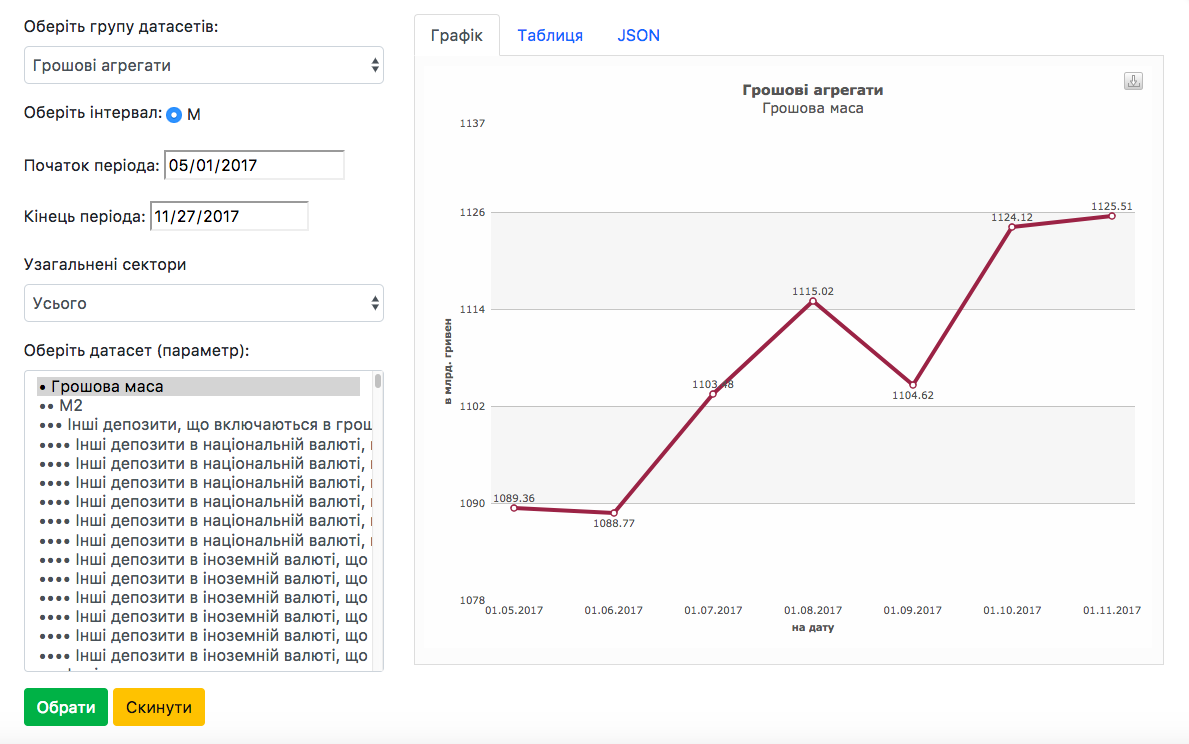 Оберіть групу датасетів:
Грошові агрегати
Оберіть інтервал: М
Початок періода: 05/01/2017
Кінець періода: 11/27/2017
Узагальнені сектори
Усього
Оберіть датасет (параметр):
• Грошова маса
•• М2
••• Інші депозити, що включаються в грош
•••• Інші депозити в національній валюті,
•••• Інші депозити в національній валюті,
•••• Інші депозити в національній валюті,
•••• Інші депозити в національній валюті,
•••• Інші депозити в національній валюті,
•••• Інші депозити в національній валюті,
•••• Інші депозити в іноземній валюті, що
•••• Інші депозити в іноземній валюті, що
•••• Інші депозити в іноземній валюті, що
•••• Інші депозити в іноземній валюті, що
•••• Інші депозити в іноземній валюті, що
•••• Інші депозити в іноземній валюті, що
Обрати Скинути
Графік Таблиця JSON
Грошові агрегати
Грошова маса
в млрд. гривен
1137
1126
1114
1102
1090
1078
1089.36
1088.77
1103.48
1115.02
1104.62
1124.12
1125.51
01.05.2017 01.06.2017 01.07.2017 01.08.2017 01.09.2017 01.10.2017 01.11.2017
на дату